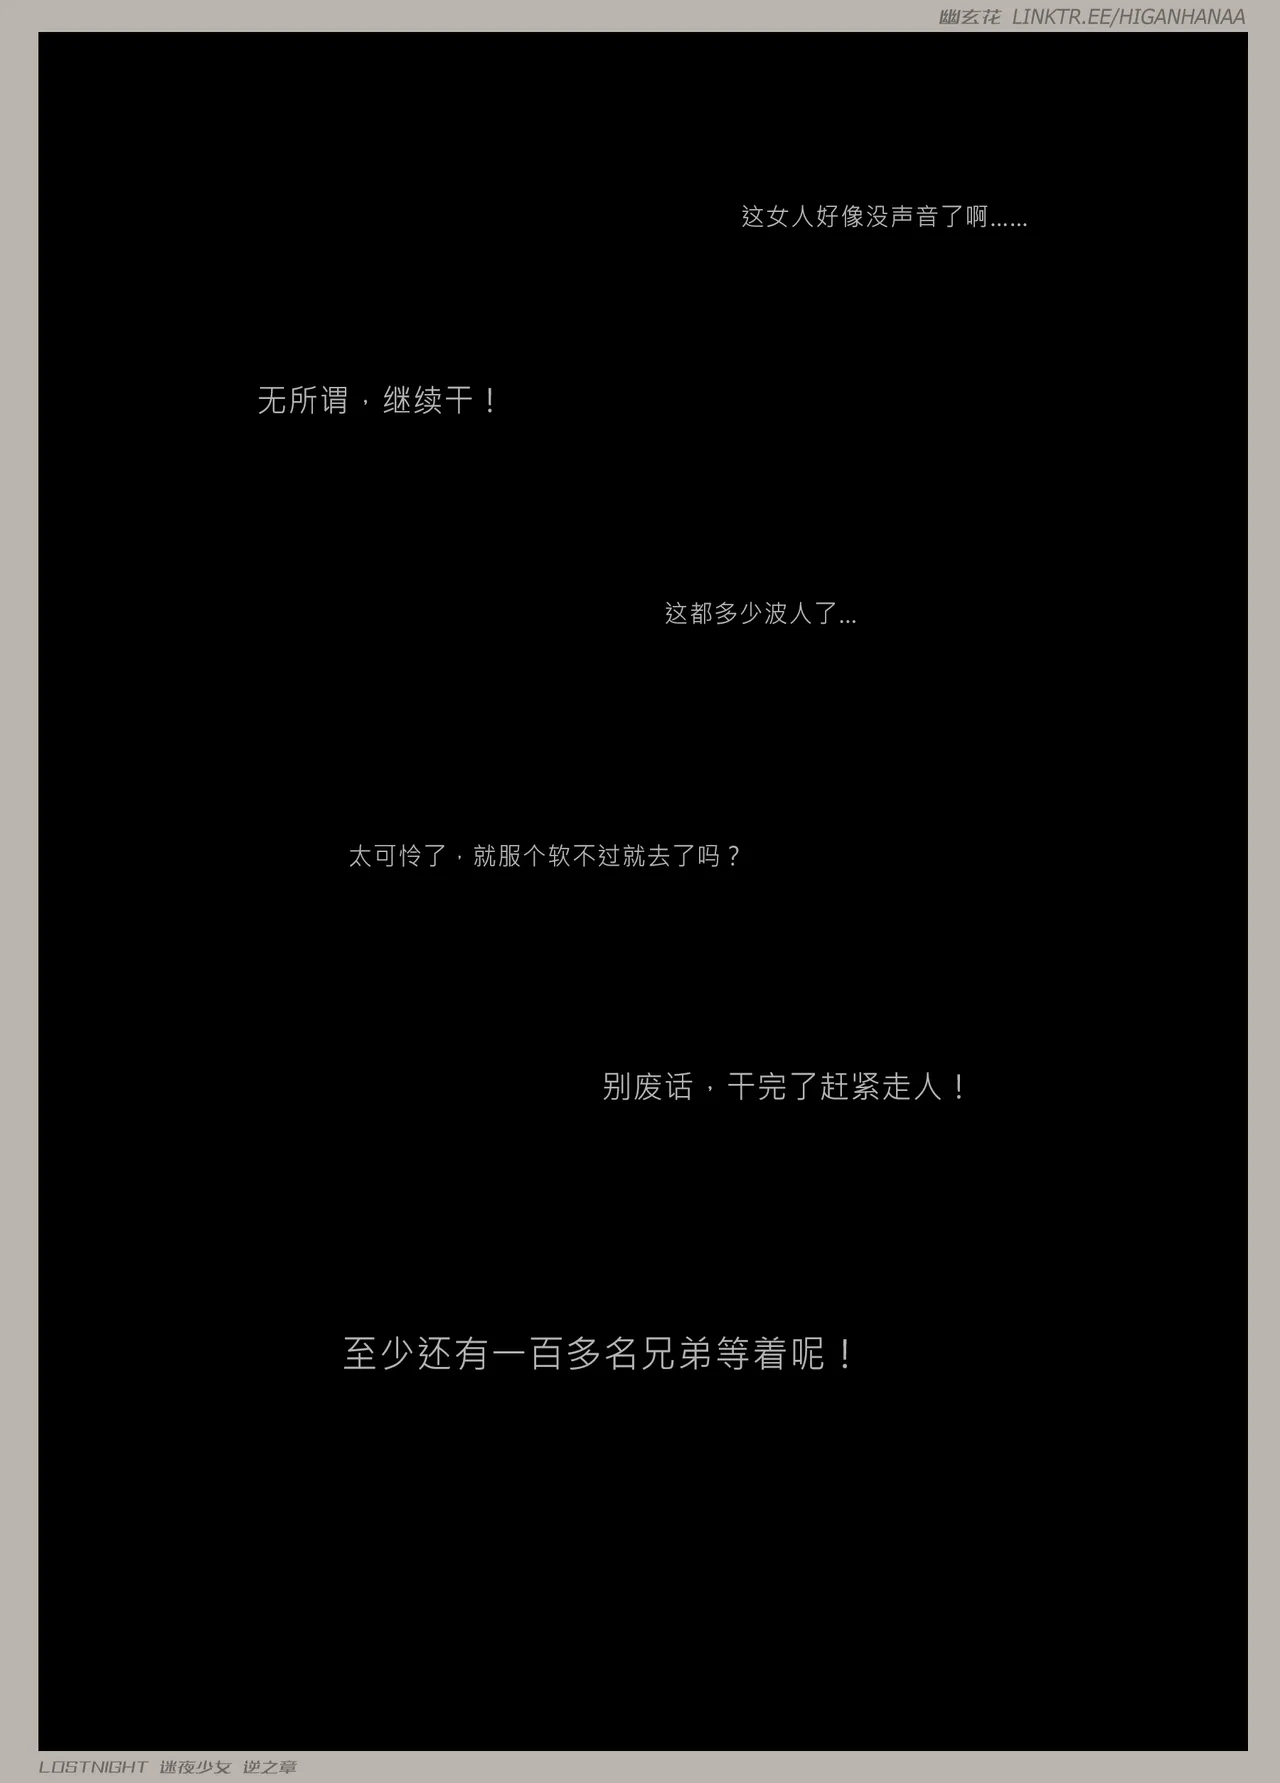 幽玄花 LINKTR.EE/HIGANHANAA
这女人好像没声音了啊……
无所谓，继续干！
这都多少波人了...
太可怜了，就服个软不过就去了吗？
别废话，干完了赶紧走人！
至少还有一百多名兄弟等着呢！
LOSTNIGHT 迷夜少女 逆之章